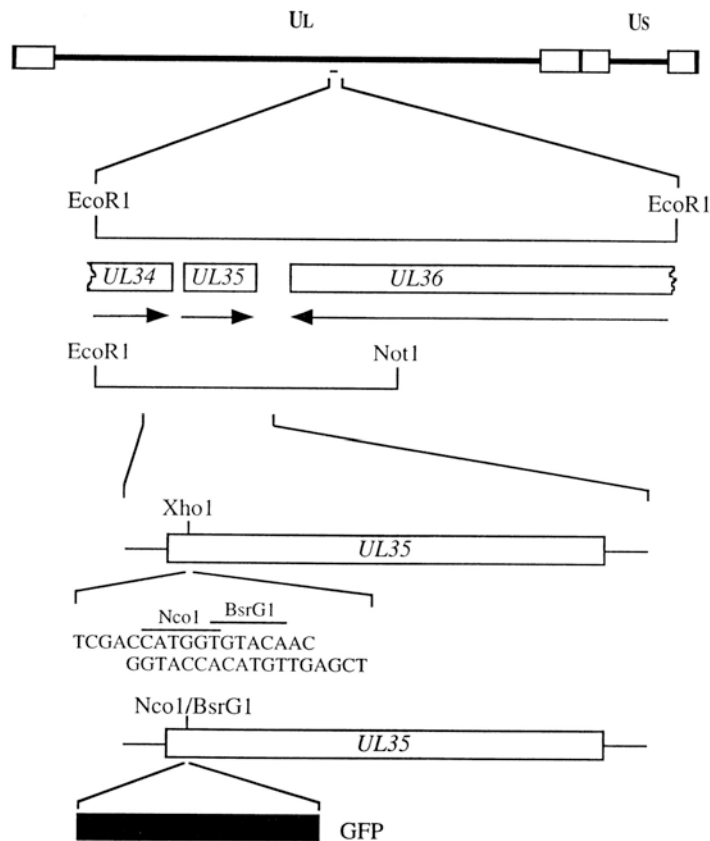 UL US
EcoR1 EcoR1
UL34 UL35 UL36
EcoR1 Not1
Xho1
UL35
Nco1 BsrG1
TCGACCATGGTGTACAAC
GGTACCACATGTTGAGCT
Nco1/BsrG1
UL35
GFP